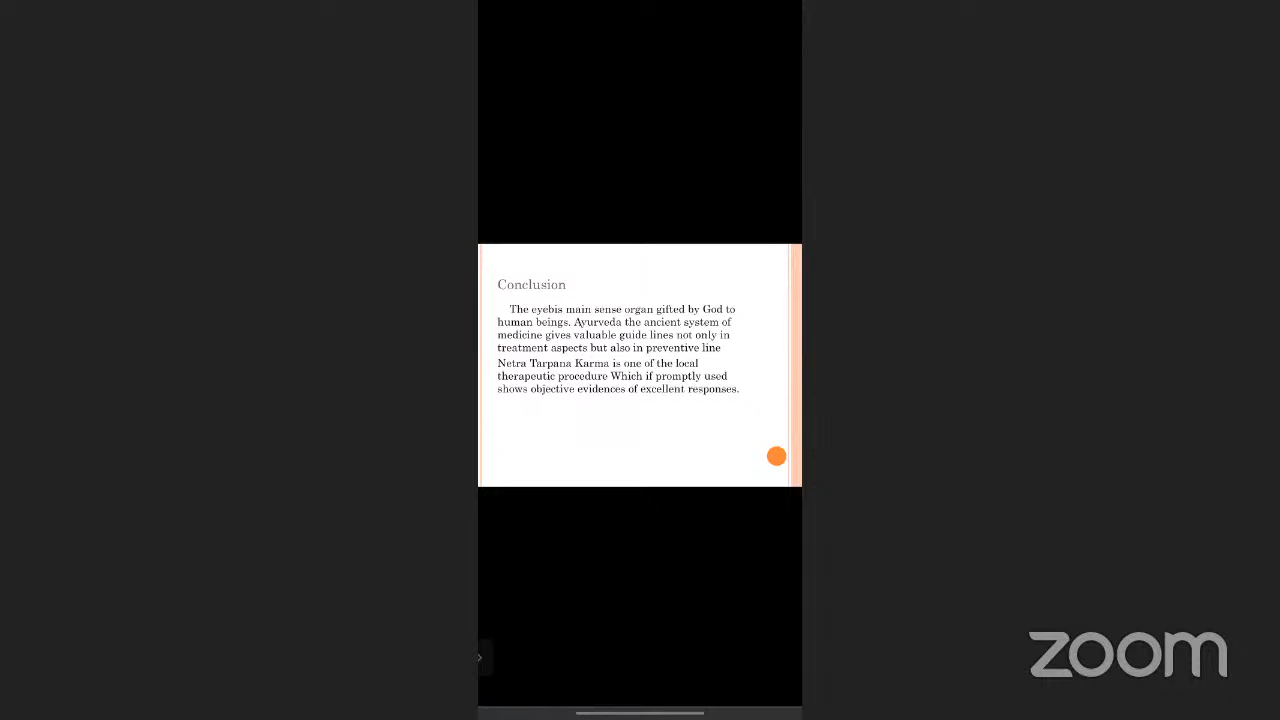 Conclusion
The eyebis main sense organ gifted by God to
human beings. Ayurveda the ancient system of
medicine gives valuable guide lines not only in
treatment aspects but also in preventive line
Netra Tarpana Karma is one of the local
therapeutic procedure Which if promptly used
shows objective evidences of excellent responses.
zoom